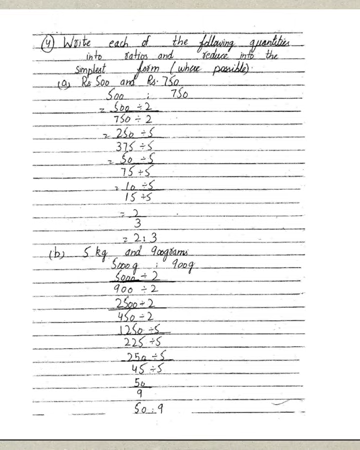 (4) Write each of the following quantities
into ratios and reduce into the
simplest form (where possible)
(a) Rs 500 and Rs. 750
500 : 750
= 500 ÷ 2
750 ÷ 2
= 250 ÷ 5
375 ÷ 5
= 50 ÷ 5
75 ÷ 5
= 10 ÷ 5
15 ÷ 5
= 2
3
= 2 : 3
(b) 5 kg and 900grams
5000 g : 900g
5000 ÷ 2
900 ÷ 2
2500 ÷ 2
450 ÷ 2
1250 ÷ 5
225 ÷ 5
250 ÷ 5
45 ÷ 5
50
9
50 : 9